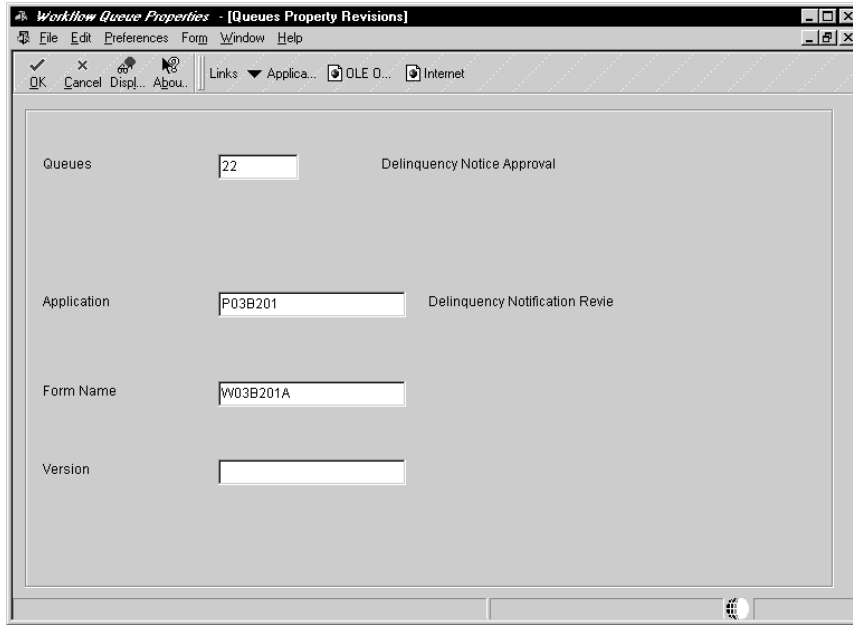 Workflow Queue Properties - [Queues Property Revisions]
File Edit Preferences Form Window Help
OK Cancel Displ... Abou.. Links Applica... OLE O... Internet
Queues 22 Delinquency Notice Approval
Application P03B201 Delinquency Notification Revie
Form Name W03B201A
Version